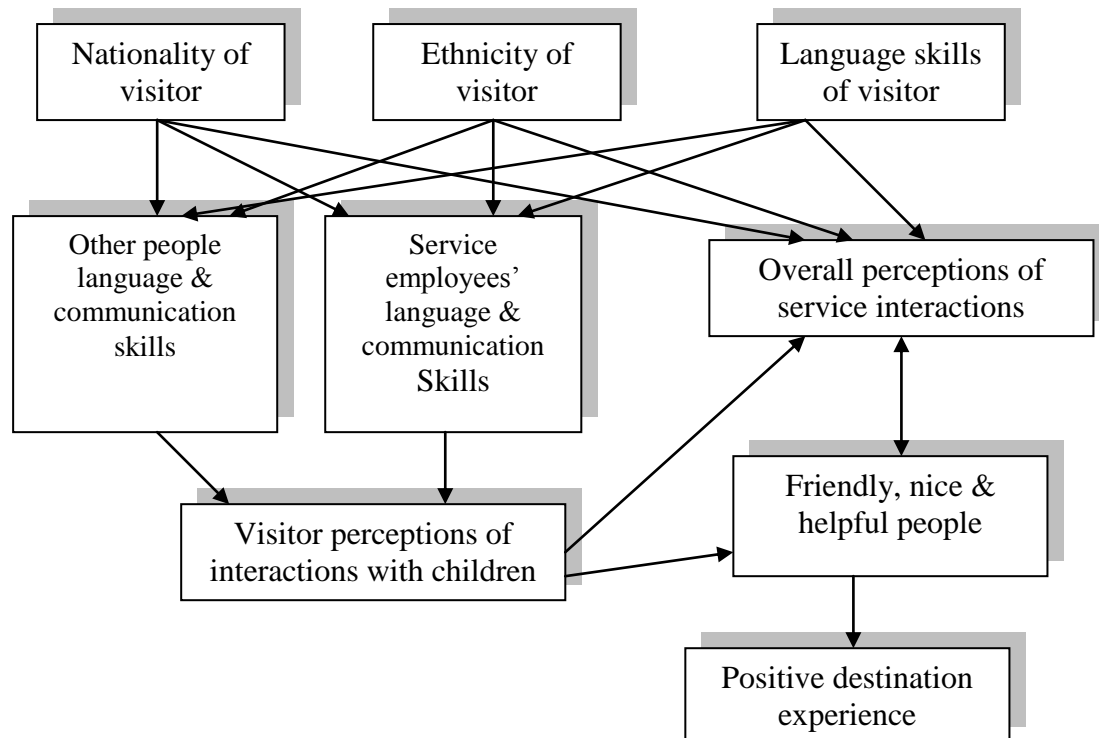 Nationality of
visitor
Ethnicity of
visitor
Language skills
of visitor
Other people
language &
communication
skills
Service
employees’
language &
communication
Skills
Overall perceptions of
service interactions
Friendly, nice &
helpful people
Visitor perceptions of
interactions with children
Positive destination
experience